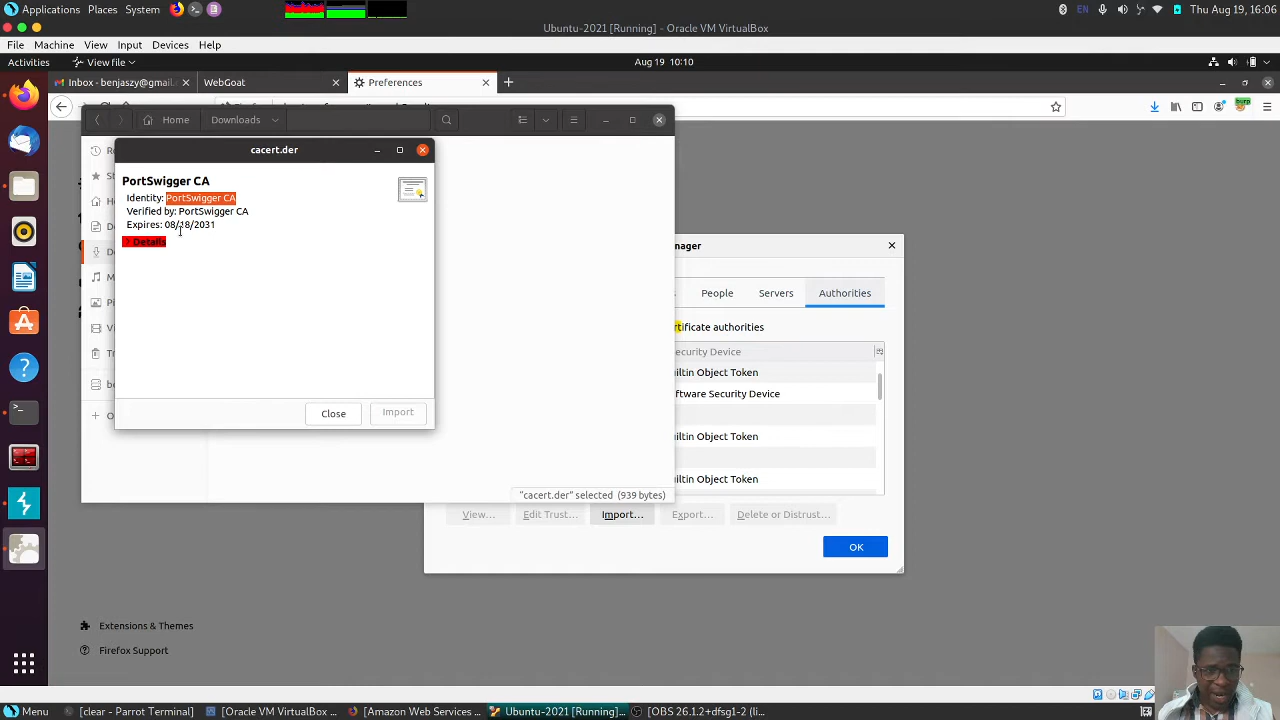 Applications Places System
Thu Aug 19, 16:06
EN
Ubuntu-2021 [Running] - Oracle VM VirtualBox
File Machine View Input Devices Help
Activities View file
Aug 19 10:10
Inbox - benjaszy@gmail.
WebGoat
Preferences
burp
Home Downloads
cacert.der
PortSwigger CA
Identity: PortSwigger CA
Verified by: PortSwigger CA
Expires: 08/18/2031
Details
Close Import
"cacert.der" selected (939 bytes)
nager
People Servers Authorities
rtificate authorities
ecurity Device
iltin Object Token
ftware Security Device
iltin Object Token
iltin Object Token
View… Edit Trust… Import… Export… Delete or Distrust…
OK
Extensions & Themes
Firefox Support
Menu [clear - Parrot Terminal] [Oracle VM VirtualBox ... [Amazon Web Services ... Ubuntu-2021 [Running]... [OBS 26.1.2+dfsg1-2 (li...